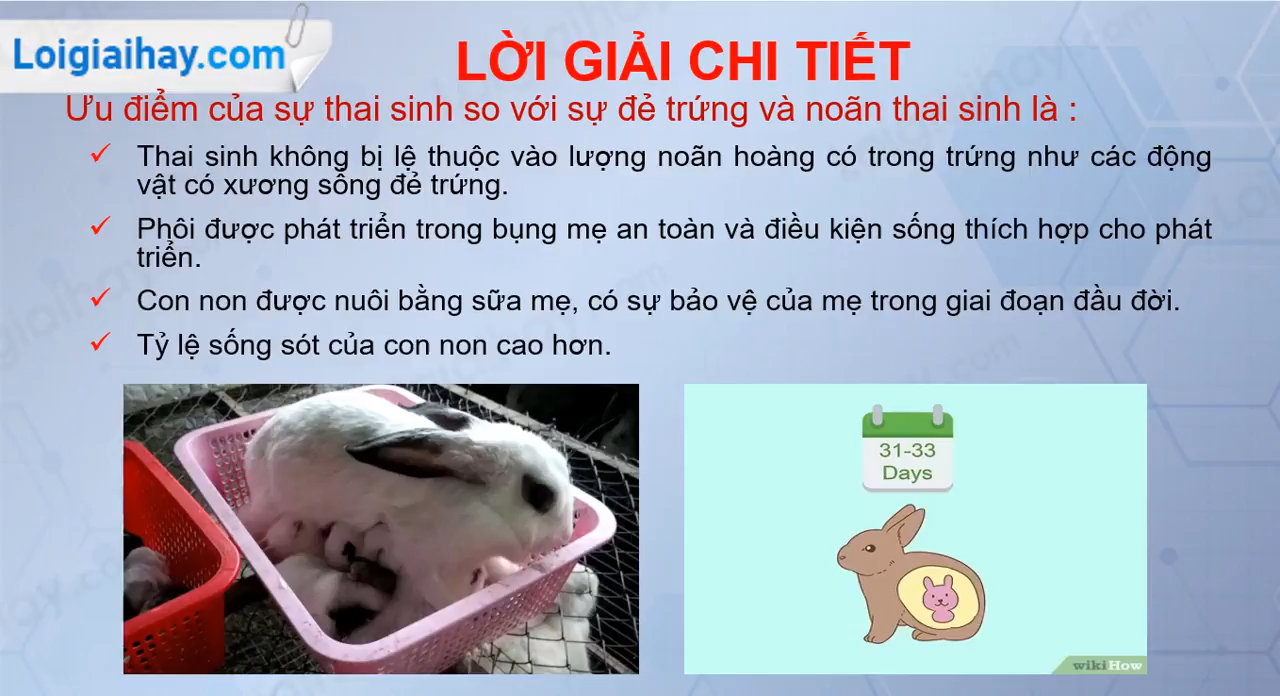 Loigiaihay.com
LỜI GIẢI CHI TIẾT
Ưu điểm của sự thai sinh so với sự đẻ trứng và noãn thai sinh là :
Thai sinh không bị lệ thuộc vào lượng noãn hoàng có trong trứng như các động
vật có xương sống đẻ trứng.
Phôi được phát triển trong bụng mẹ an toàn và điều kiện sống thích hợp cho phát
triển.
Con non được nuôi bằng sữa mẹ, có sự bảo vệ của mẹ trong giai đoạn đầu đời.
Tỷ lệ sống sót của con non cao hơn.
31-33
Days
wikiHow